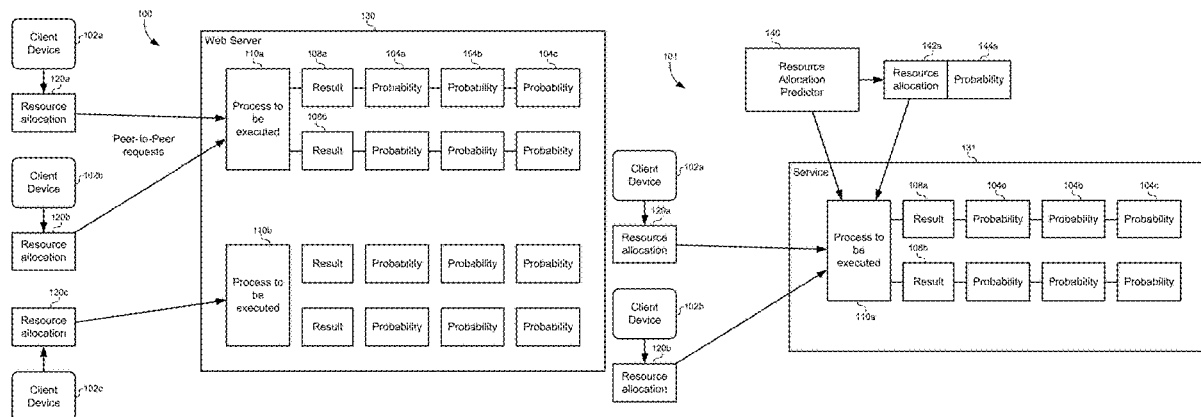 100
Client
Device
102a
120a
Resource
allocation
Peer-to-Peer
requests
Client
Device
102b
120b
Resource
allocation
120c
Resource
allocation
Client
Device
102c
130
Web Server
110a
Process to
be
executed
108a
Result
104a
Probability
104b
Probability
104c
Probability
108b
Result
Probability
Probability
Probability
110b
Process to
be
executed
Result
Probability
Probability
Probability
Result
Probability
Probability
Probability
101
140
Resource
Allocation
Predictor
142a
Resource
allocation
144a
Probability
Client
Device
102a
120a
Resource
allocation
Client
Device
102b
120b
Resource
allocation
131
Service
Process to
be
executed
110a
108a
Result
Probability
104b
Probability
104c
Probability
108b
Result
Probability
Probability
Probability